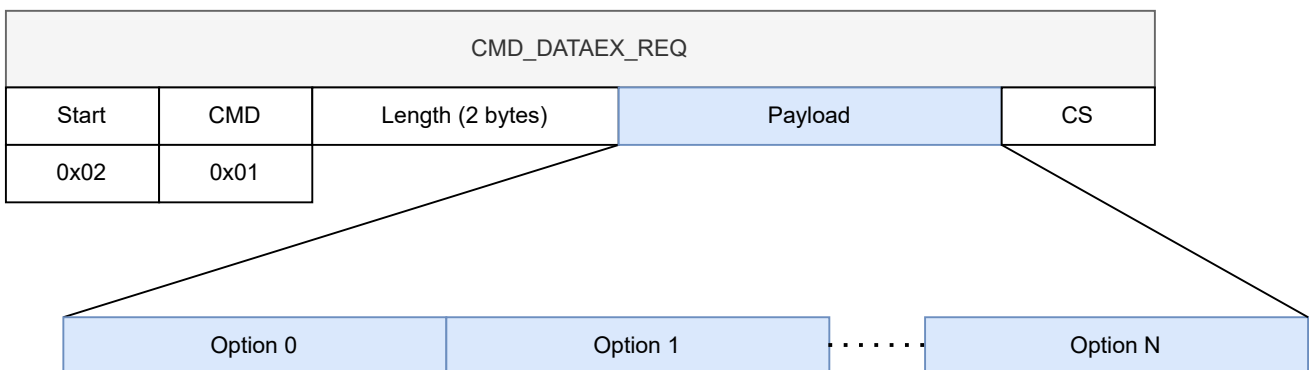 CMD_DATAEX_REQ
Start CMD Length (2 bytes) Payload CS
0x02 0x01
Option 0 Option 1 Option N